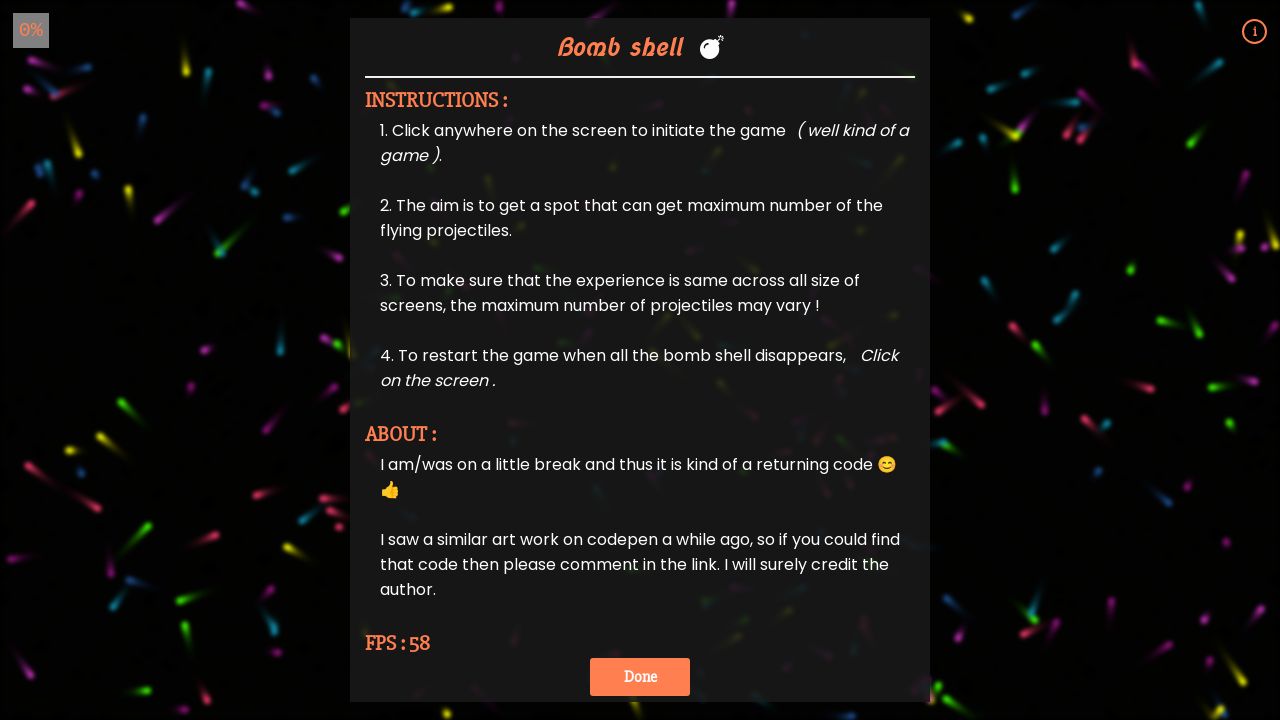 0%
i
Bomb shell 💣
INSTRUCTIONS :
1. Click anywhere on the screen to initiate the game ( well kind of a
game ).
2. The aim is to get a spot that can get maximum number of the
flying projectiles.
3. To make sure that the experience is same across all size of
screens, the maximum number of projectiles may vary !
4. To restart the game when all the bomb shell disappears, Click
on the screen .
ABOUT :
I am/was on a little break and thus it is kind of a returning code 😊
👍
I saw a similar art work on codepen a while ago, so if you could find
that code then please comment in the link. I will surely credit the
author.
FPS : 58
Done